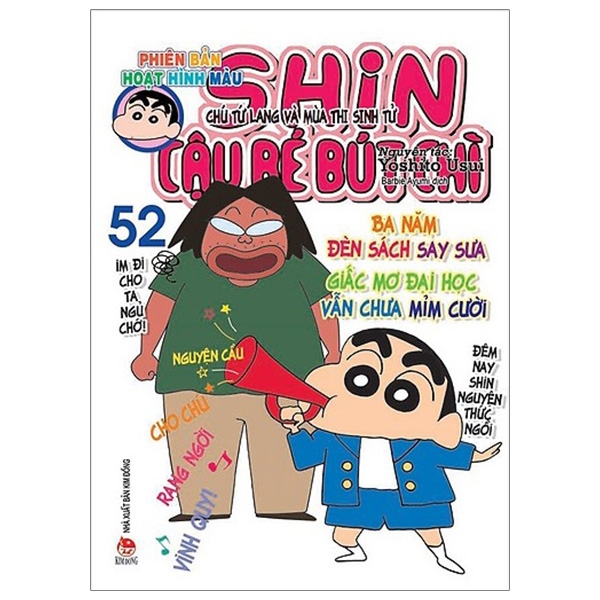 PHIÊN BẢN
HOẠT HÌNH MÀU
SHIN
CHÚ TỨ LANG VÀ MÙA THI SINH TỬ
CẬU BÉ BÚT CHÌ
Nguyên tác:
Yoshito Usui
Barbie Ayumi dịch
52
IM ĐI
CHO
TA
NGỦ
CHỚ!
BA NĂM
ĐÈN SÁCH SAY SƯA
GIẤC MƠ ĐẠI HỌC
VẪN CHƯA MỈM CƯỜI
NGUYỆN CẦU
CHO CHÚ
RẠNG NGỜI
VINH QUY!
ĐÊM
NAY
SHIN
NGUYỆN
THỨC
NGỒI
NHÀ XUẤT BẢN KIM ĐỒNG
KIM ĐỒNG